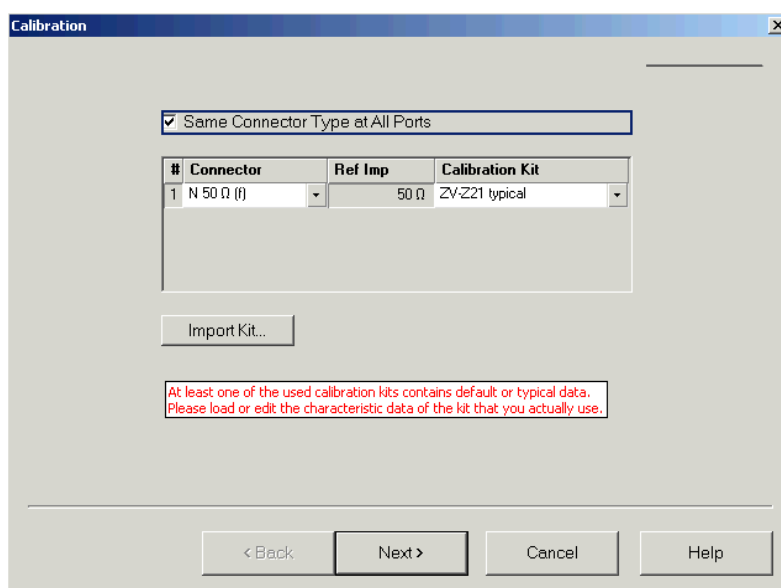 Calibration
Same Connector Type at All Ports
# Connector Ref Imp Calibration Kit
1 N 50 Ω (f) 50 Ω ZV-Z21 typical
Import Kit...
At least one of the used calibration kits contains default or typical data.
Please load or edit the characteristic data of the kit that you actually use.
< Back Next > Cancel Help